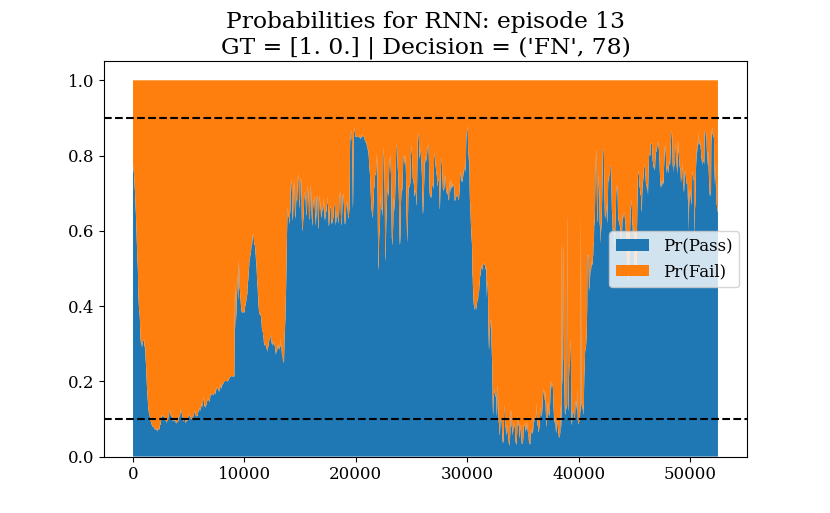 Probabilities for RNN: episode 13
GT = [1. 0.] | Decision = ('FN', 78)
1.0
0.8
0.6
0.4
0.2
0.0
Pr(Pass)
Pr(Fail)
0 10000 20000 30000 40000 50000